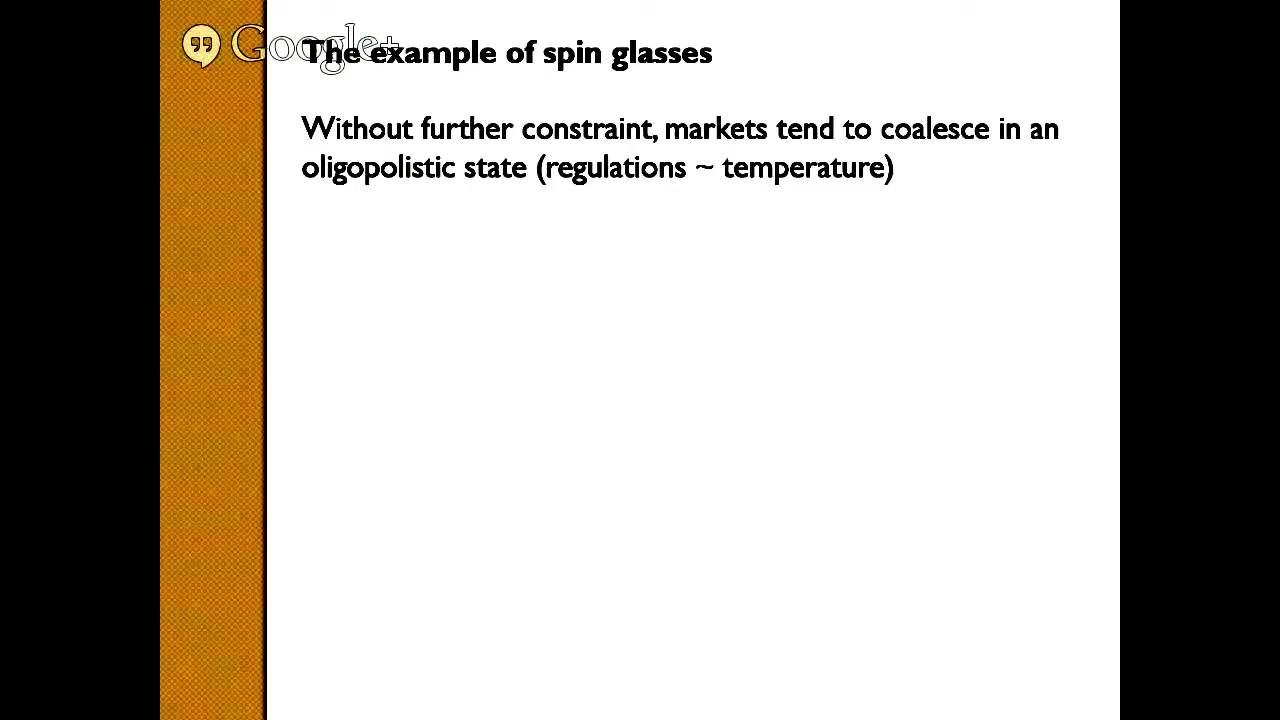 Google+
The example of spin glasses
Without further constraint, markets tend to coalesce in an
oligopolistic state (regulations ~ temperature)